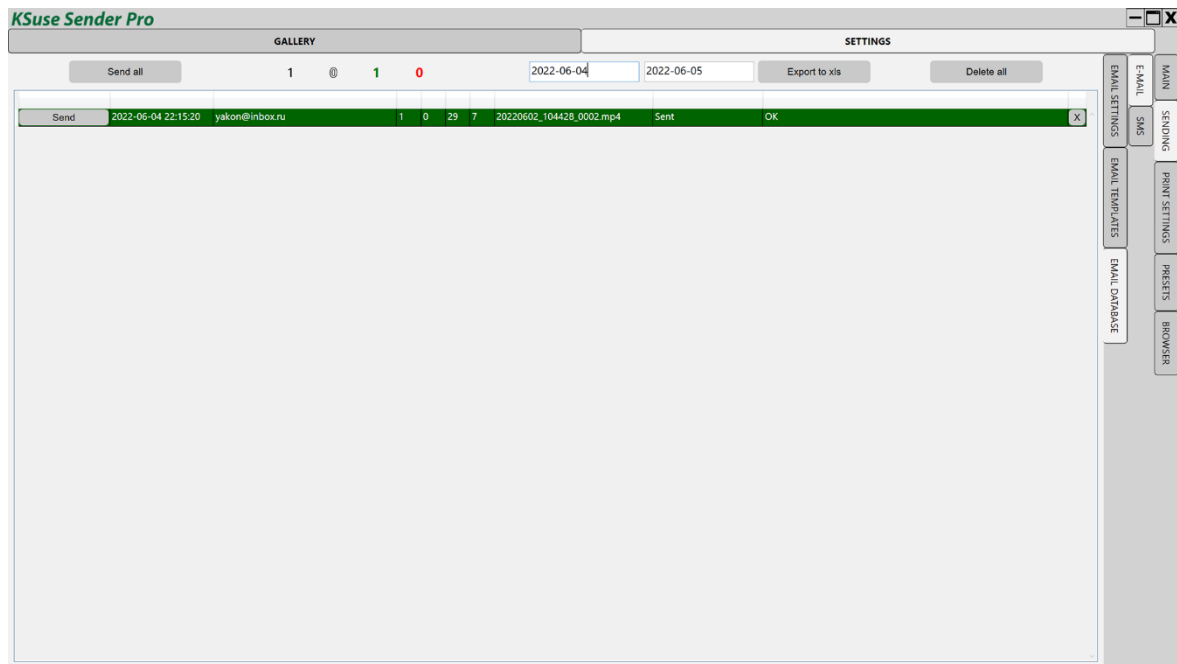 KSuse Sender Pro
X
GALLERY SETTINGS
Send all 1 @ 1 0 2022-06-04 2022-06-05 Export to xls Delete all
Send 2022-06-04 22:15:20 yakon@inbox.ru 1 0 29 7 20220602_104428_0002.mp4 Sent OK X
EMAIL SETTINGS
EMAIL TEMPLATES
EMAIL DATABASE
E-MAIL
SMS
MAIN
SENDING
PRINT SETTINGS
PRESETS
BROWSER